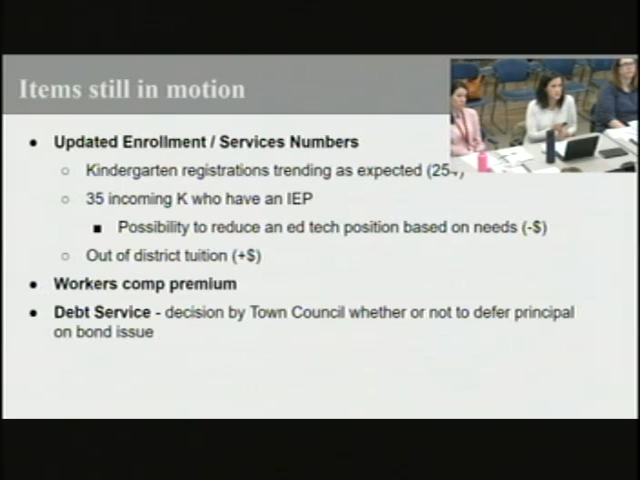 Items still in motion
• Updated Enrollment / Services Numbers
○ Kindergarten registrations trending as expected
○ 35 incoming K who have an IEP
■ Possibility to reduce an ed tech position based on needs (-$)
○ Out of district tuition (+$)
• Workers comp premium
• Debt Service - decision by Town Council whether or not to defer principal
on bond issue